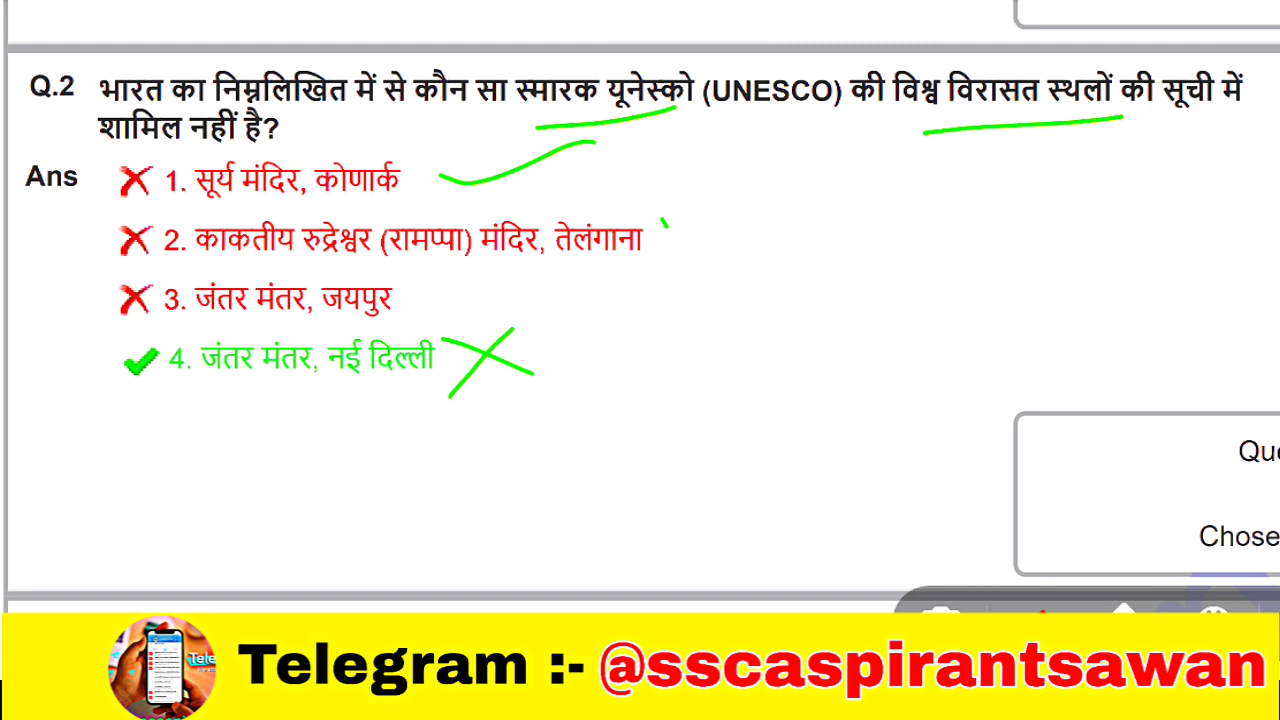 Q.2 भारत का निम्नलिखित में से कौन सा स्मारक यूनेस्को (UNESCO) की विश्व विरासत स्थलों की सूची में
शामिल नहीं है?
Ans 1. सूर्य मंदिर, कोणार्क
2. काकतीय रुद्रेश्वर (रामप्पा) मंदिर, तेलंगाना
3. जंतर मंतर, जयपुर
4. जंतर मंतर, नई दिल्ली
Que
Chose
Telegram :- @sscaspirantsawan